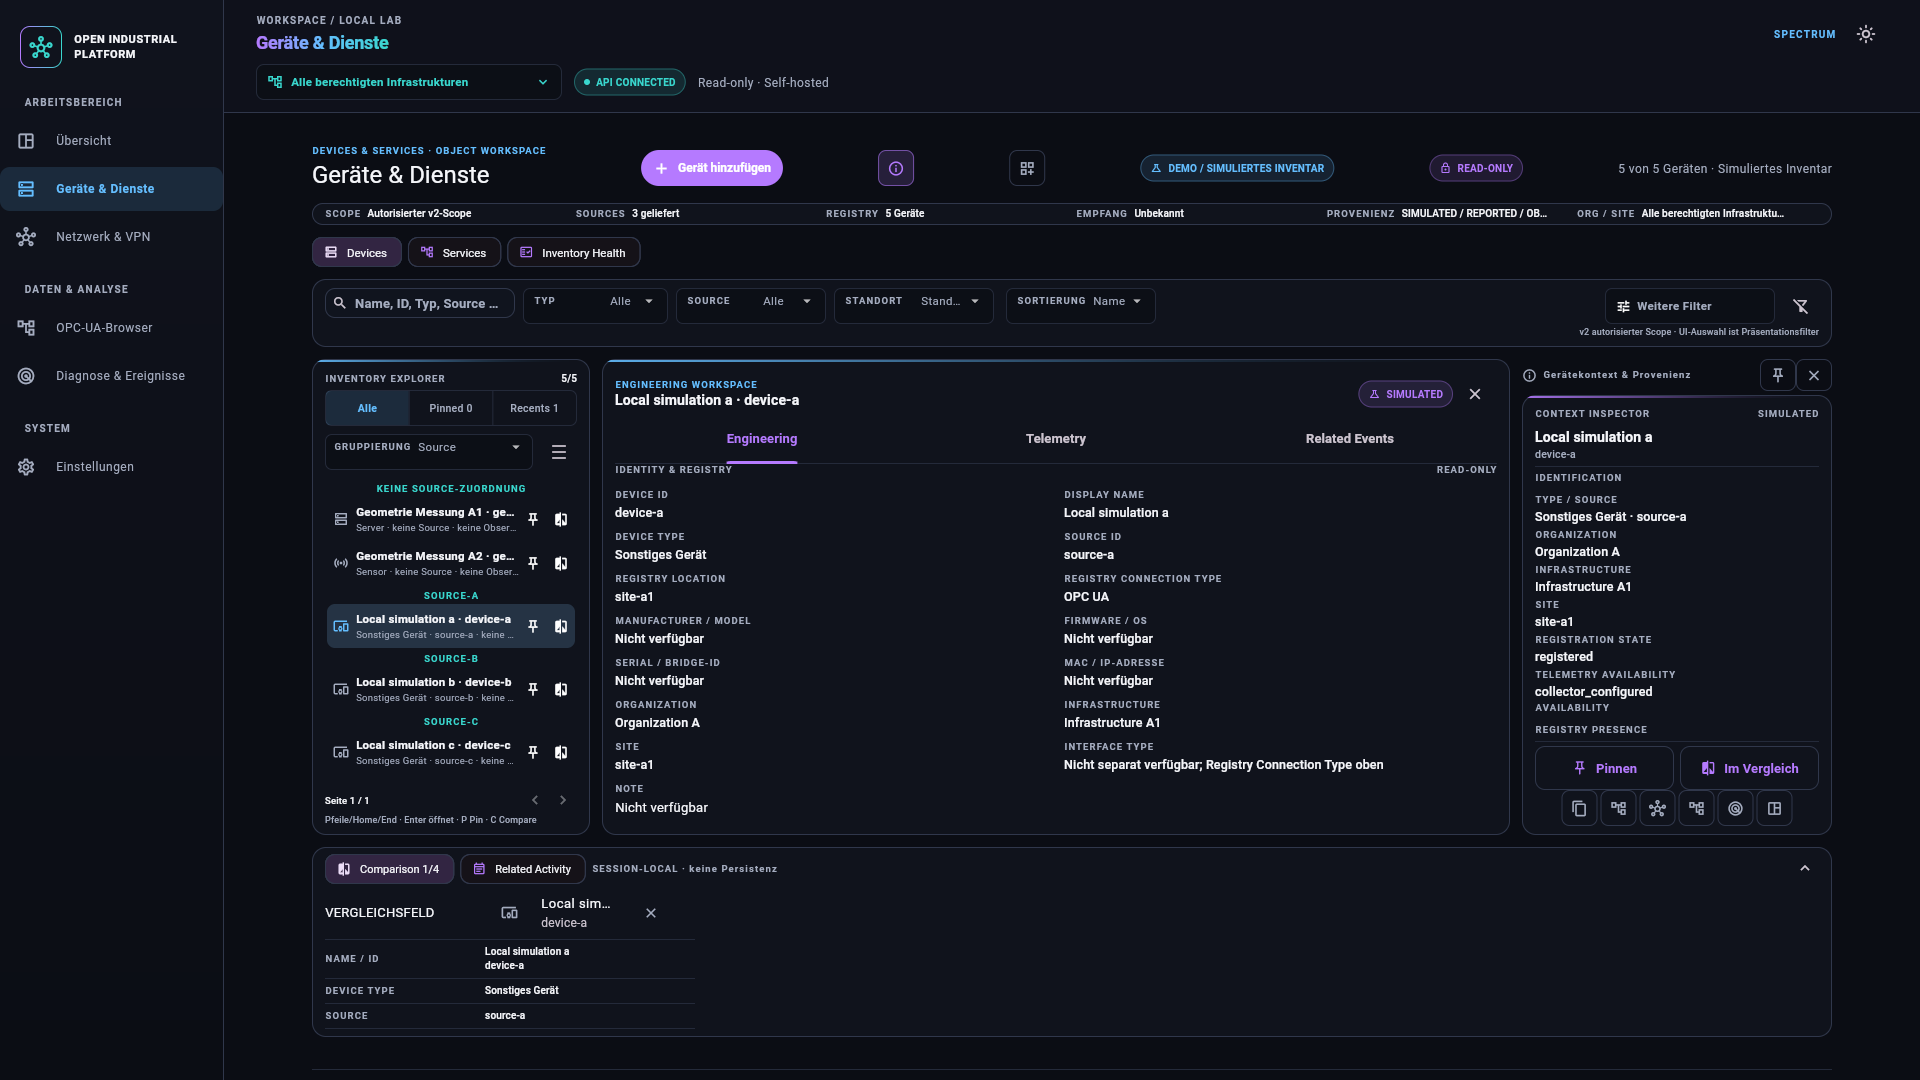 OPEN INDUSTRIAL
PLATFORM
ARBEITSBEREICH
Übersicht
Geräte & Dienste
Netzwerk & VPN
DATEN & ANALYSE
OPC-UA-Browser
Diagnose & Ereignisse
SYSTEM
Einstellungen
WORKSPACE / LOCAL LAB
Geräte & Dienste
SPECTRUM
Alle berechtigten Infrastrukturen
API CONNECTED
Read-only · Self-hosted
DEVICES & SERVICES · OBJECT WORKSPACE
Geräte & Dienste
Gerät hinzufügen
DEMO / SIMULIERTES INVENTAR
READ-ONLY
5 von 5 Geräten · Simuliertes Inventar
SCOPE Autorisierter v2-Scope
SOURCES 3 geliefert
REGISTRY 5 Geräte
EMPFANG Unbekannt
PROVENIENZ SIMULATED / REPORTED / OB...
ORG / SITE Alle berechtigten Infrastruktu...
Devices
Services
Inventory Health
Name, ID, Typ, Source ...
TYP Alle
SOURCE Alle
STANDORT Stand...
SORTIERUNG Name
Weitere Filter
v2 autorisierter Scope · UI-Auswahl ist Präsentationsfilter
INVENTORY EXPLORER 5/5
Alle
Pinned 0
Recents 1
GRUPPIERUNG Source
KEINE SOURCE-ZUORDNUNG
Geometrie Messung A1 · ge...
Server · keine Source · keine Obser...
Geometrie Messung A2 · ge...
Sensor · keine Source · keine Obser...
SOURCE-A
Local simulation a · device-a
Sonstiges Gerät · source-a · keine ...
SOURCE-B
Local simulation b · device-b
Sonstiges Gerät · source-b · keine ...
SOURCE-C
Local simulation c · device-c
Sonstiges Gerät · source-c · keine ...
Seite 1 / 1
Pfeile/Home/End · Enter öffnet · P Pin · C Compare
ENGINEERING WORKSPACE
Local simulation a · device-a
SIMULATED
Engineering
Telemetry
Related Events
IDENTITY & REGISTRY
READ-ONLY
DEVICE ID
device-a
DISPLAY NAME
Local simulation a
DEVICE TYPE
Sonstiges Gerät
SOURCE ID
source-a
REGISTRY LOCATION
site-a1
REGISTRY CONNECTION TYPE
OPC UA
MANUFACTURER / MODEL
Nicht verfügbar
FIRMWARE / OS
Nicht verfügbar
SERIAL / BRIDGE-ID
Nicht verfügbar
MAC / IP-ADRESSE
Nicht verfügbar
ORGANIZATION
Organization A
INFRASTRUCTURE
Infrastructure A1
SITE
site-a1
INTERFACE TYPE
Nicht separat verfügbar; Registry Connection Type oben
NOTE
Nicht verfügbar
Gerätekontext & Provenienz
CONTEXT INSPECTOR
SIMULATED
Local simulation a
device-a
IDENTIFICATION
TYPE / SOURCE
Sonstiges Gerät · source-a
ORGANIZATION
Organization A
INFRASTRUCTURE
Infrastructure A1
SITE
site-a1
REGISTRATION STATE
registered
TELEMETRY AVAILABILITY
collector_configured
AVAILABILITY
REGISTRY PRESENCE
Pinnen
Im Vergleich
Comparison 1/4
Related Activity
SESSION-LOCAL · keine Persistenz
VERGLEICHSFELD
Local sim...
device-a
NAME / ID
Local simulation a
device-a
DEVICE TYPE
Sonstiges Gerät
SOURCE
source-a